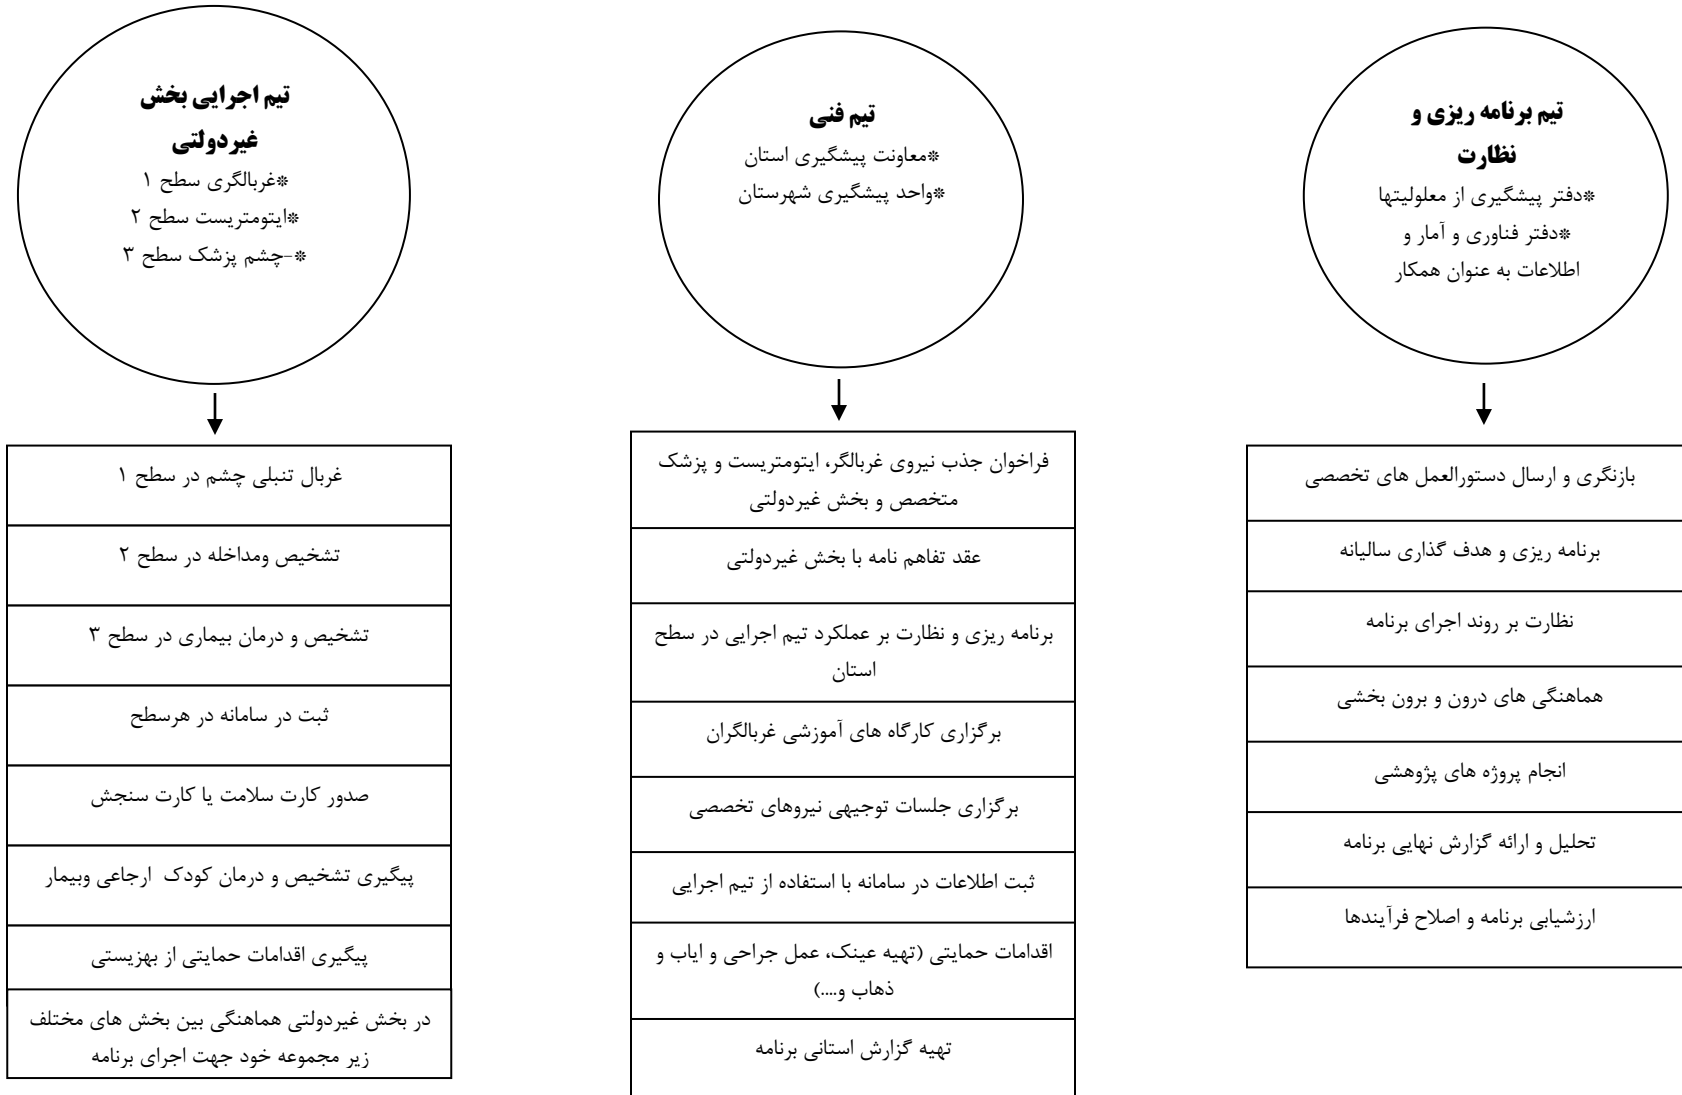 تیم برنامه ریزی و
نظارت
*دفتر پیشگیری از معلولیتها
*دفتر فناوری و آمار و
اطلاعات به عنوان همکار
بازنگری و ارسال دستورالعمل های تخصصی
برنامه ریزی و هدف گذاری سالیانه
نظارت بر روند اجرای برنامه
هماهنگی های درون و برون بخشی
انجام پروژه های پژوهشی
تحلیل و ارائه گزارش نهایی برنامه
ارزشیابی برنامه و اصلاح فرآیندها
تیم فنی
*معاونت پیشگیری استان
*واحد پیشگیری شهرستان
فراخوان جذب نیروی غربالگر، اپتومتریست و پزشک
متخصص و بخش غیردولتی
عقد تفاهم نامه با بخش غیردولتی
برنامه ریزی و نظارت بر عملکرد تیم اجرایی در سطح
استان
برگزاری کارگاه های آموزشی غربالگران
برگزاری جلسات توجیهی نیروهای تخصصی
ثبت اطلاعات در سامانه با استفاده از تیم اجرایی
اقدامات حمایتی (تهیه عینک، عمل جراحی و ایاب و
ذهاب و....)
تهیه گزارش استانی برنامه
تیم اجرایی بخش
غیردولتی
*غربالگری سطح ۱
*اپتومتریست سطح ۲
*-چشم پزشک سطح ۳
غربال تنبلی چشم در سطح ۱
تشخیص ومداخله در سطح ۲
تشخیص و درمان بیماری در سطح ۳
ثبت در سامانه در هرسطح
صدور کارت سلامت یا کارت سنجش
پیگیری تشخیص و درمان کودک ارجاعی وبیمار
پیگیری اقدامات حمایتی از بهزیستی
در بخش غیردولتی هماهنگی بین بخش های مختلف
زیر مجموعه خود جهت اجرای برنامه